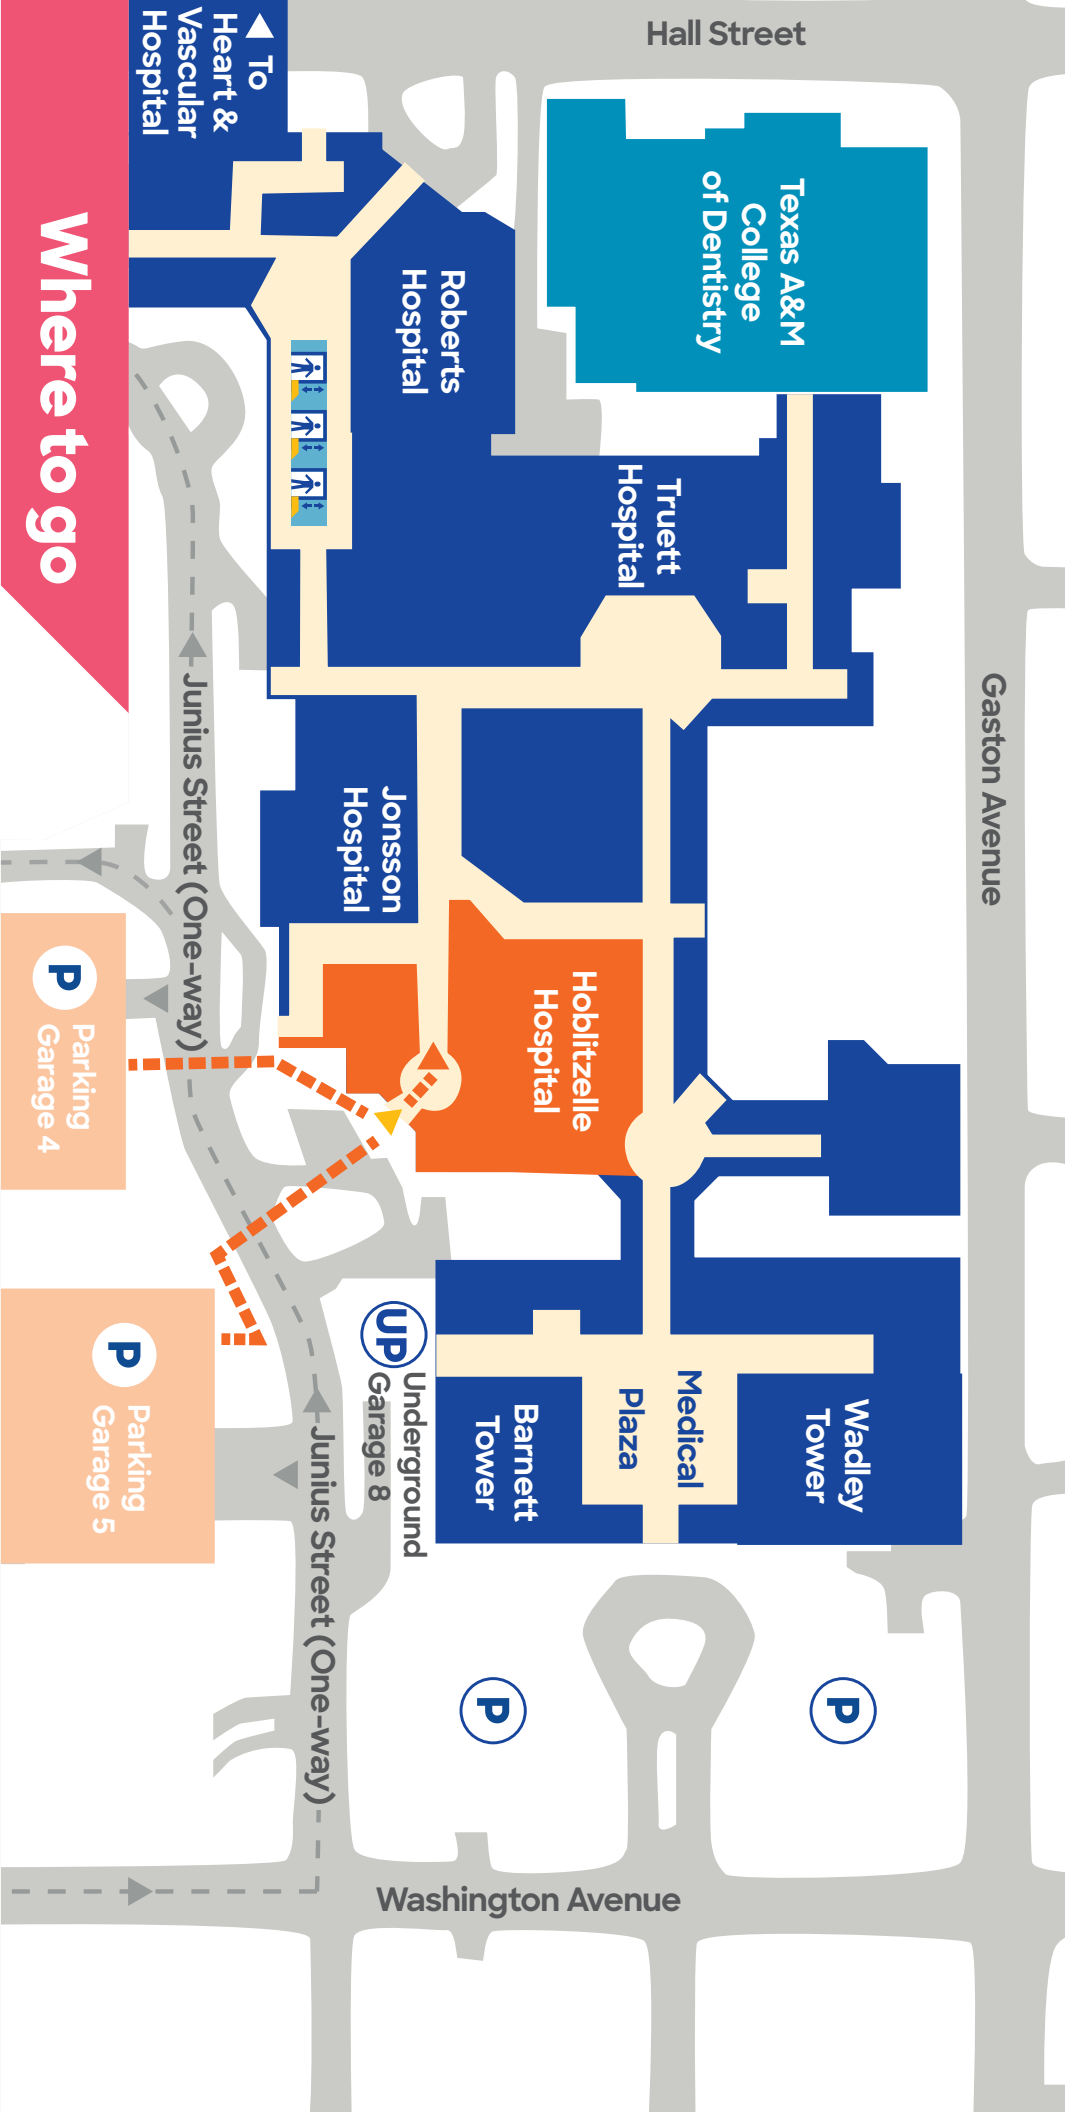 Where to go
To
Heart &
Vascular
Hospital
Hall Street
Texas A&M
College
of Dentistry
Roberts
Hospital
Truett
Hospital
Gaston Avenue
Junius Street (One-way)
Jonsson
Hospital
Hoblitzelle
Hospital
P
Parking
Garage 4
P
Parking
Garage 5
UP
Underground
Garage 8
Barnett
Tower
Medical
Plaza
Wadley
Tower
Junius Street (One-way)
P
P
Washington Avenue